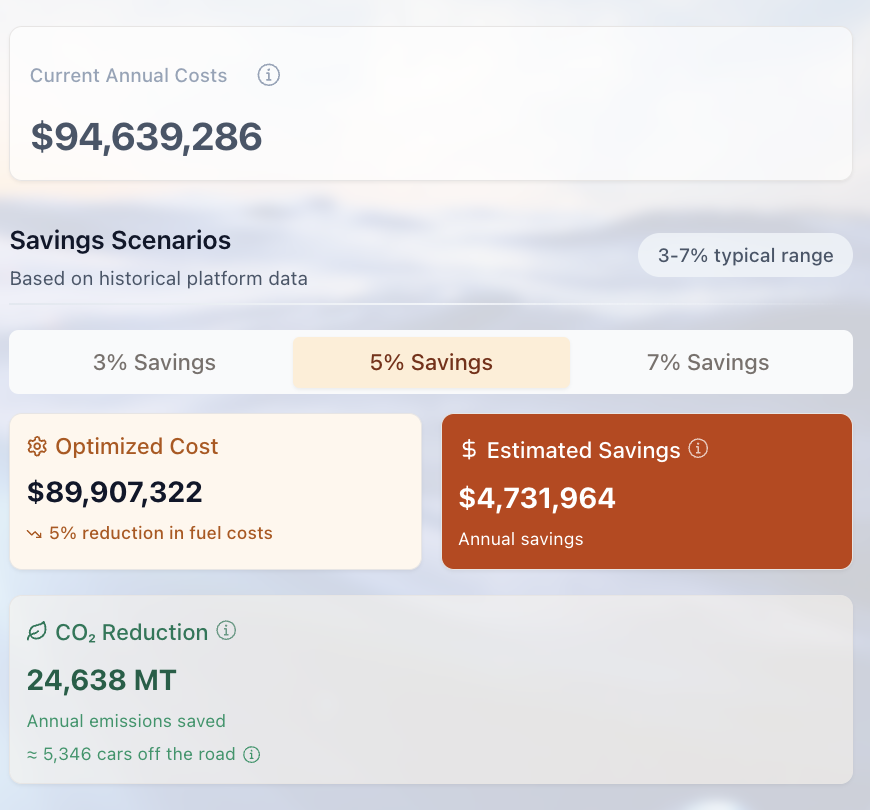 Current Annual Costs
$94,639,286
Savings Scenarios
Based on historical platform data
3-7% typical range
3% Savings
5% Savings
7% Savings
Optimized Cost
$89,907,322
5% reduction in fuel costs
$ Estimated Savings
$4,731,964
Annual savings
CO₂ Reduction
24,638 MT
Annual emissions saved
≈ 5,346 cars off the road